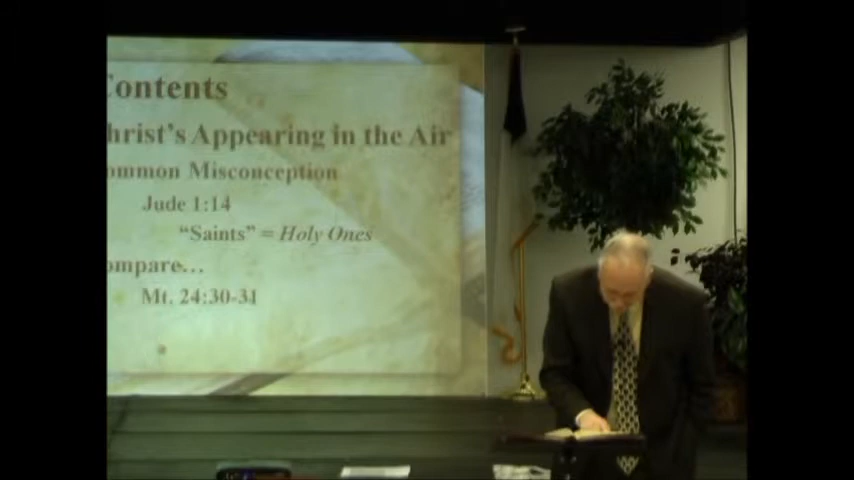 Contents
hrist's Appearing in the Air
ommon Misconception
Jude 1:14
"Saints" = Holy Ones
ompare...
Mt. 24:30-31